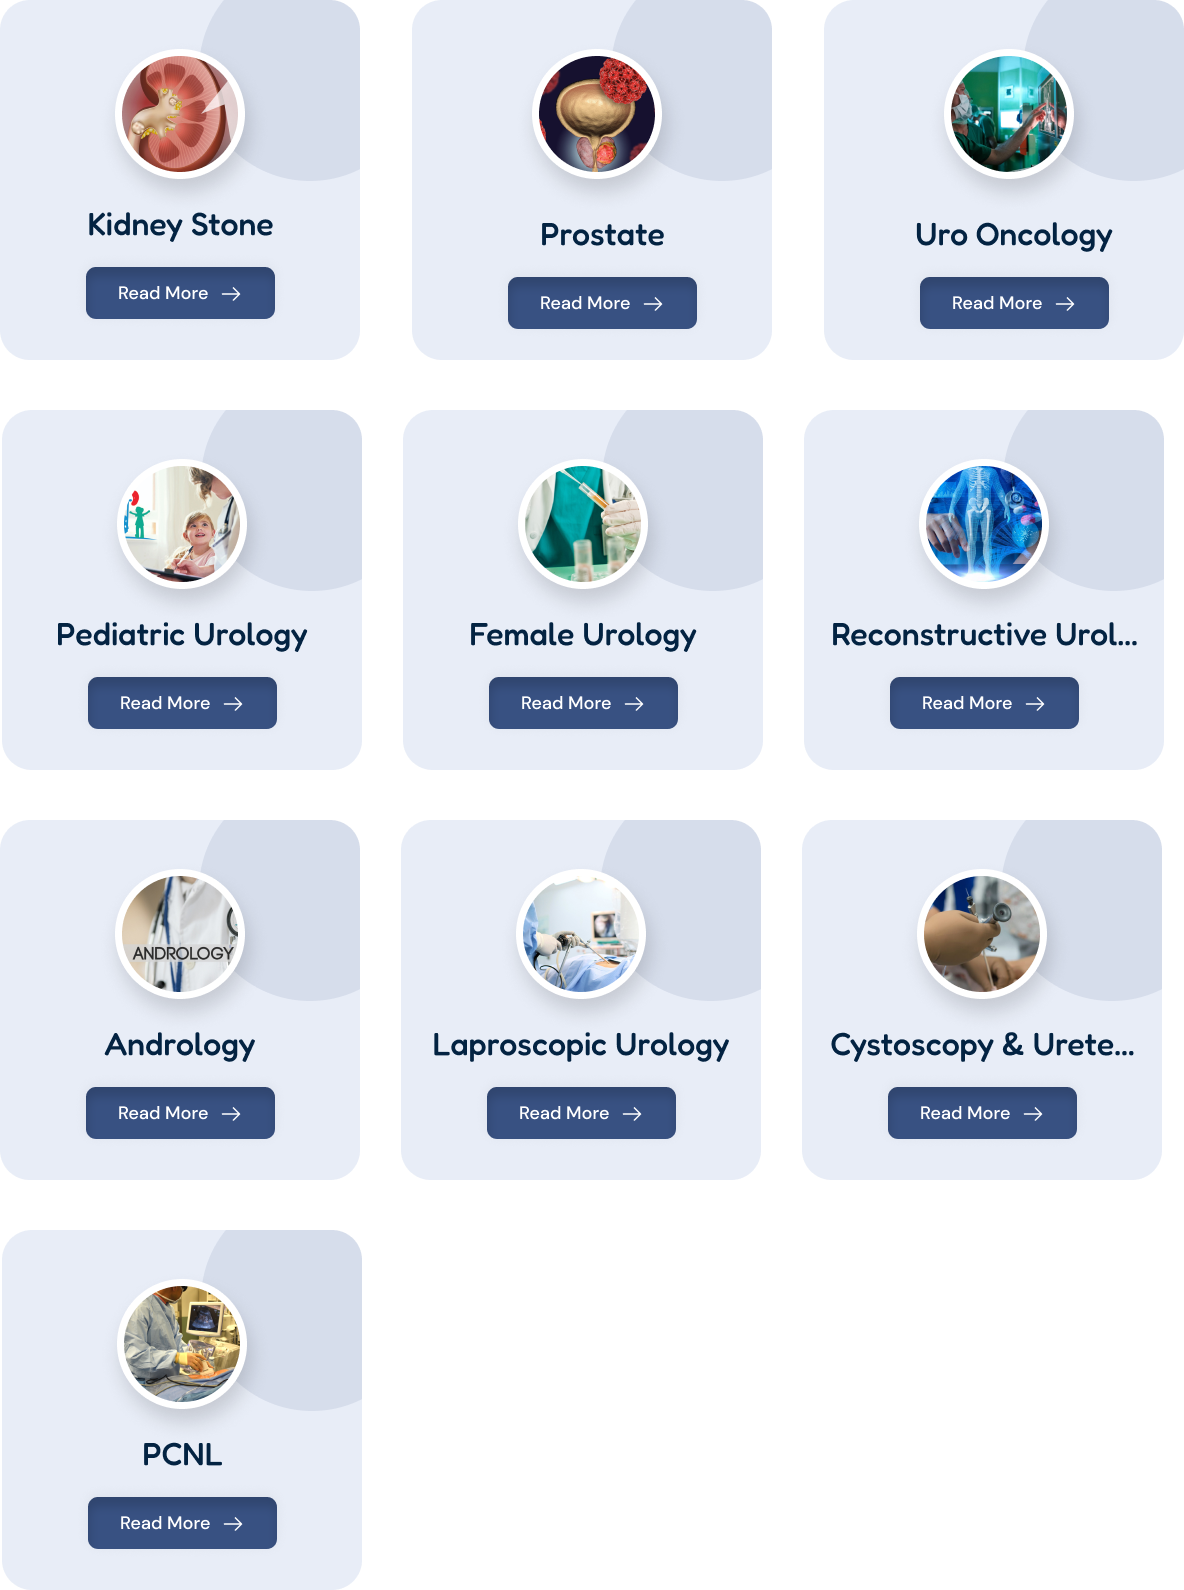 Kidney Stone
Read More
Prostate
Read More
Uro Oncology
Read More
Pediatric Urology
Read More
Female Urology
Read More
Reconstructive Urol...
Read More
ANDROLOGY
Andrology
Read More
Laproscopic Urology
Read More
Cystoscopy & Urete...
Read More
PCNL
Read More